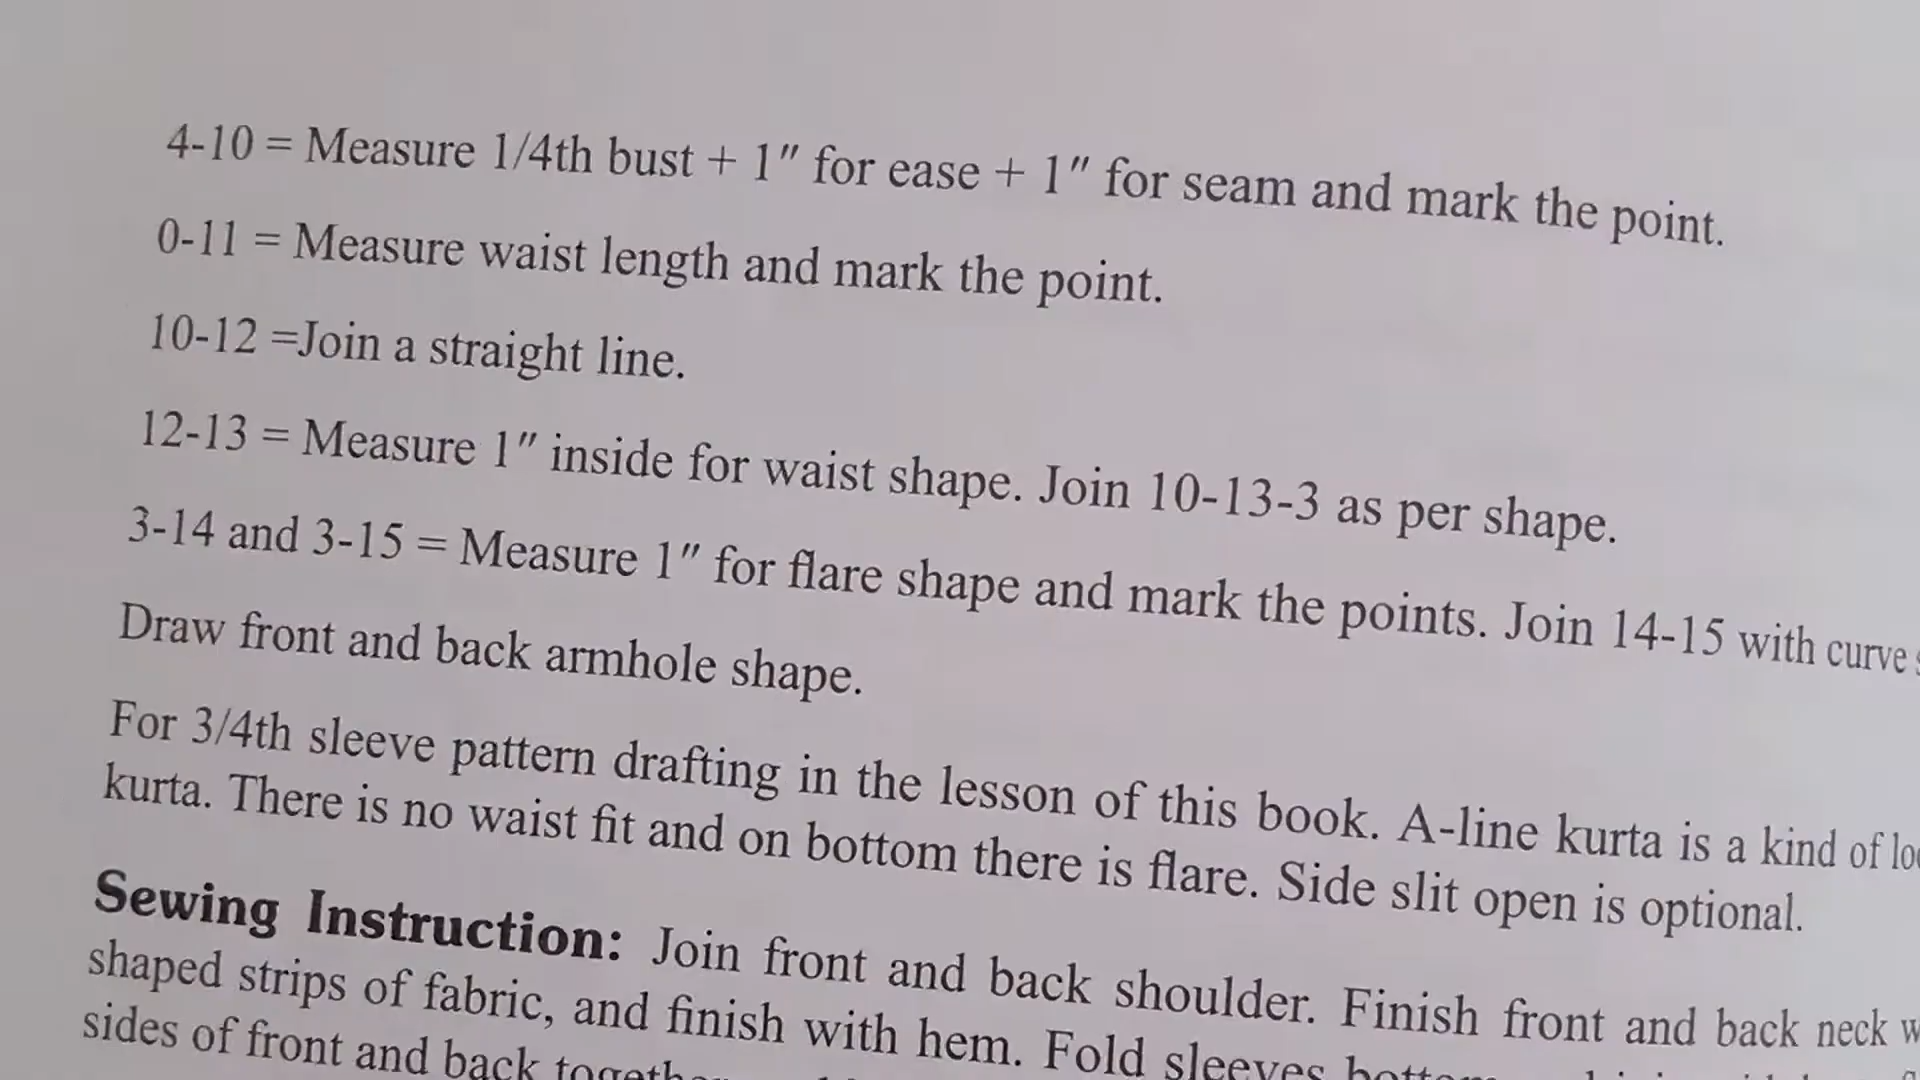 4-10 = Measure 1/4th bust + 1″ for ease + 1″ for seam and mark the point.
0-11 = Measure waist length and mark the point.
10-12 =Join a straight line.
12-13 = Measure 1″ inside for waist shape. Join 10-13-3 as per shape.
3-14 and 3-15 = Measure 1″ for flare shape and mark the points. Join 14-15 with curve
Draw front and back armhole shape.
For 3/4th sleeve pattern drafting in the lesson of this book. A-line kurta is a kind of
kurta. There is no waist fit and on bottom there is flare. Side slit open is optional.
Sewing Instruction: Join front and back shoulder. Finish front and back neck
shaped strips of fabric, and finish with hem. Fold sleeves
sides of front and back